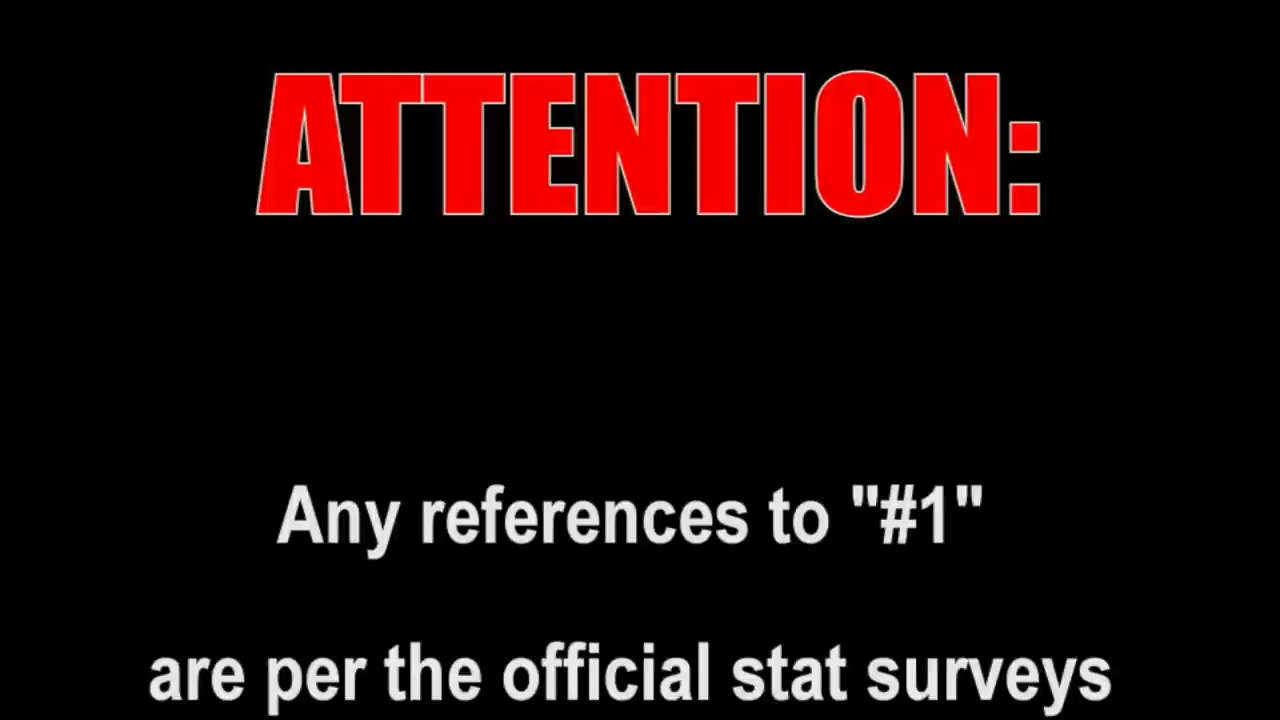 ATTENTION:
Any references to "#1"
are per the official stat surveys